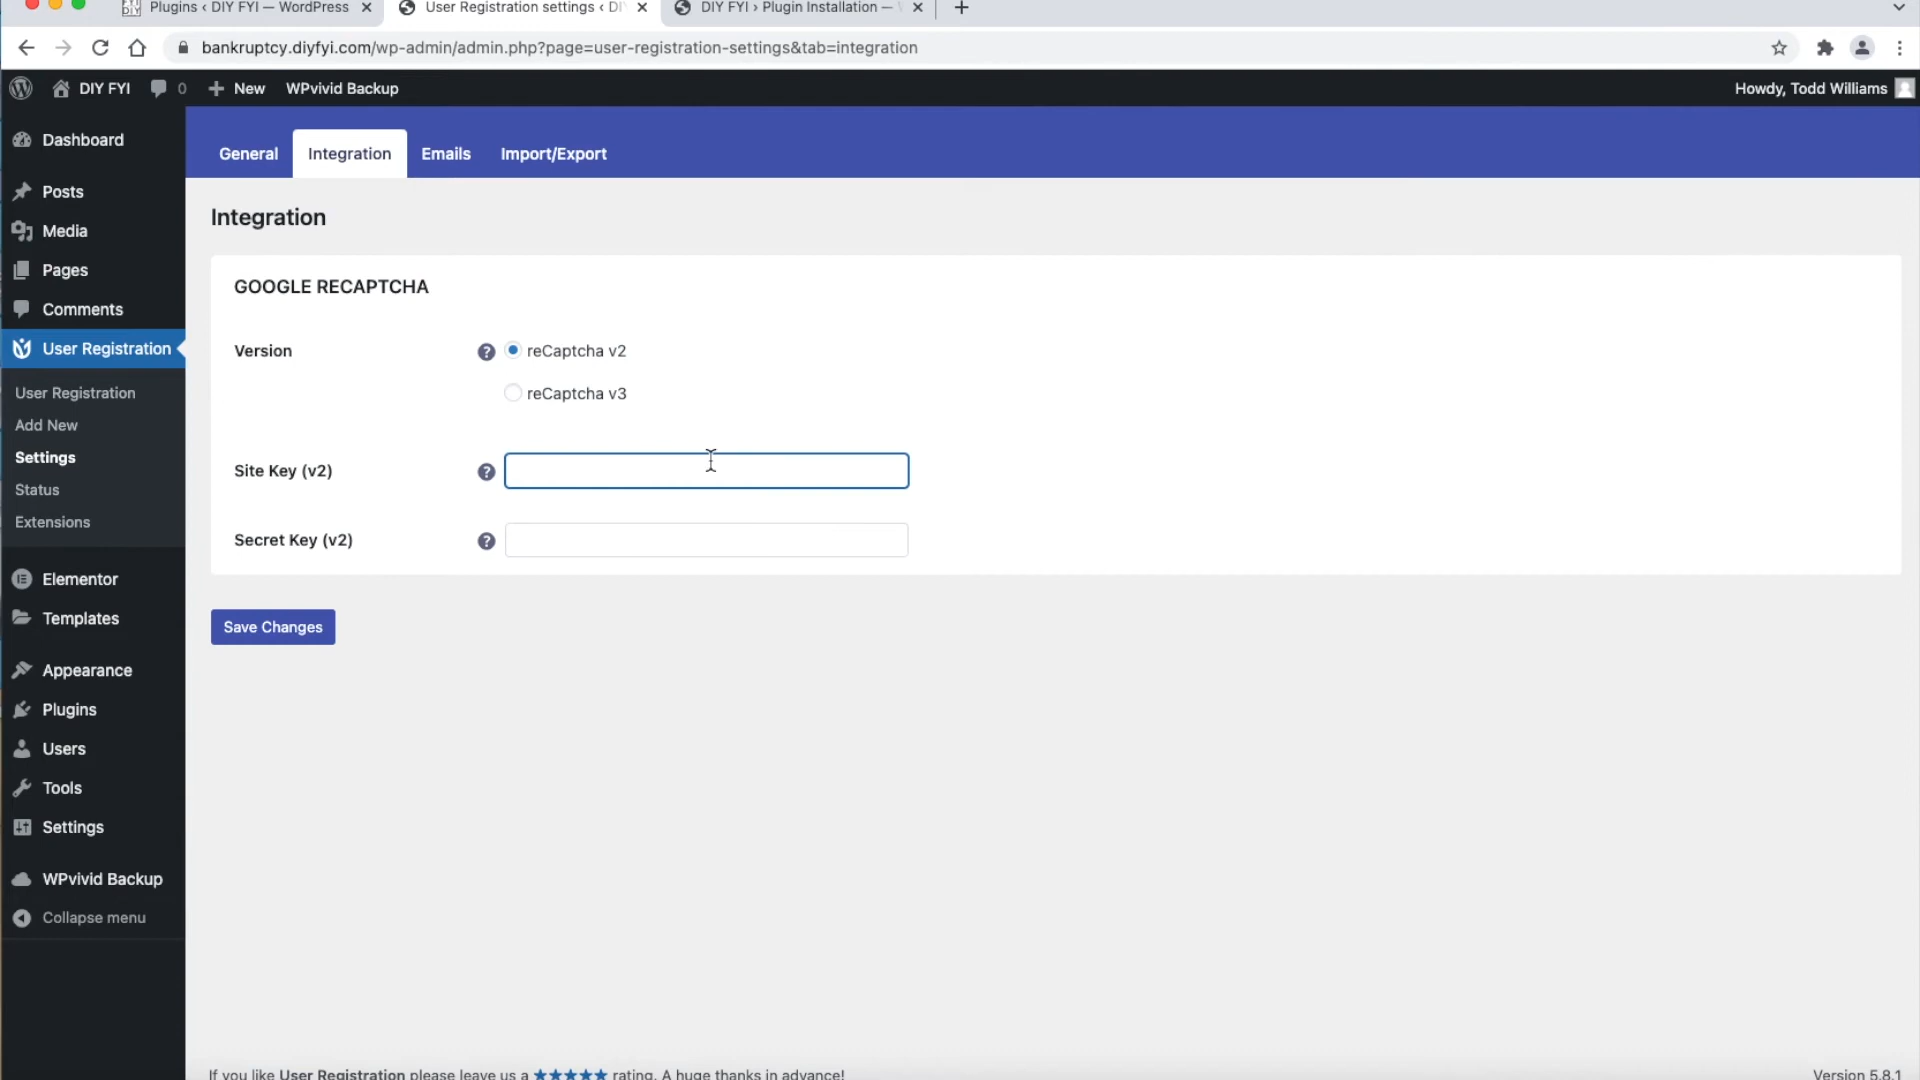 Plugins ‹ DIY FYI — WordPress
User Registration settings ‹ DI
DIY FYI › Plugin Installation —
bankruptcy.diyfyi.com/wp-admin/admin.php?page=user-registration-settings&tab=integration
DIY FYI
0
New
WPvivid Backup
Howdy, Todd Williams
Dashboard
Posts
Media
Pages
Comments
User Registration
User Registration
Add New
Settings
Status
Extensions
Elementor
Templates
Appearance
Plugins
Users
Tools
Settings
WPvivid Backup
Collapse menu
General
Integration
Emails
Import/Export
Integration
GOOGLE RECAPTCHA
Version
? reCaptcha v2
reCaptcha v3
Site Key (v2) ?
Secret Key (v2) ?
Save Changes
If you like User Registration please leave us a ★★★★★ rating. A huge thanks in advance!
Version 5.8.1